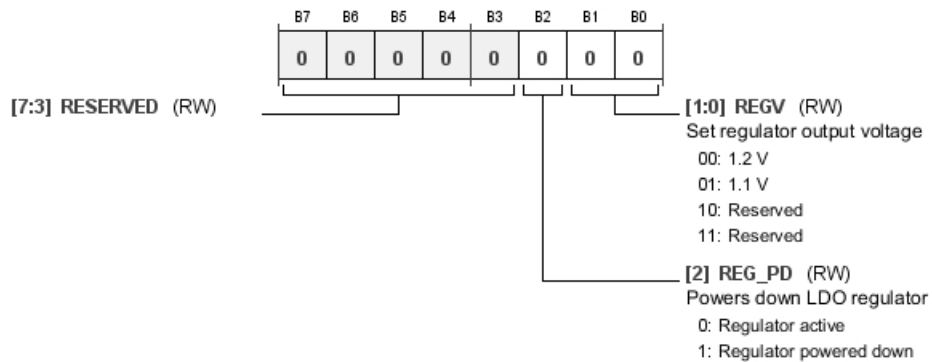 B7 B6 B5 B4 B3 B2 B1 B0
0 0 0 0 0 0 0 0
[7:3] RESERVED (RW)
[1:0] REGV (RW)
Set regulator output voltage
00: 1.2 V
01: 1.1 V
10: Reserved
11: Reserved
[2] REG_PD (RW)
Powers down LDO regulator
0: Regulator active
1: Regulator powered down